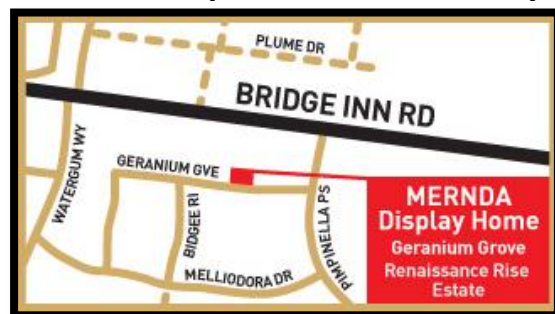 PLUME DR
BRIDGE INN RD
GERANIUM GVE
WATERGUM WY
BIDGEE RI
PIMPINELLA PS
MELLIODORA DR
MERNDA
Display Home
Geranium Grove
Renaissance Rise
Estate